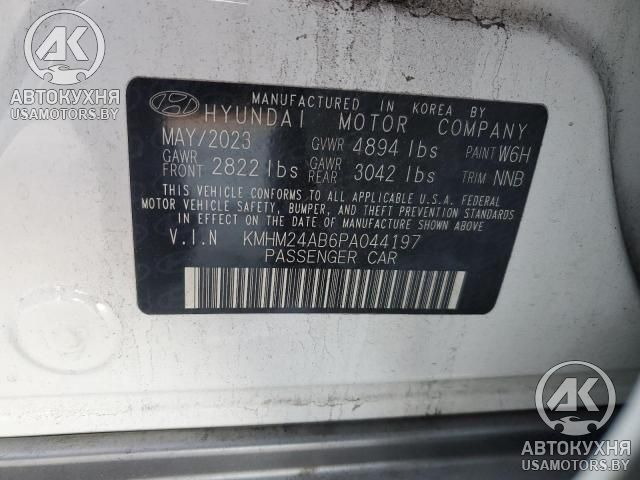 AK
АВТОКУХНЯ
USAMOTORS.BY
MANUFACTURED IN KOREA BY
HYUNDAI MOTOR COMPANY
MAY/2023 GVWR 4894 lbs PAINT W6H
GAWR FRONT 2822 lbs GAWR REAR 3042 lbs TRIM NNB
THIS VEHICLE CONFORMS TO ALL APPLICABLE U.S.A. FEDERAL
MOTOR VEHICLE SAFETY, BUMPER, AND THEFT PREVENTION STANDARDS
IN EFFECT ON THE DATE OF MANUFACTURE SHOWN ABOVE.
V.I.N KMHM24AB6PA044197
PASSENGER CAR
AK
АВТОКУХНЯ
USAMOTORS.BY